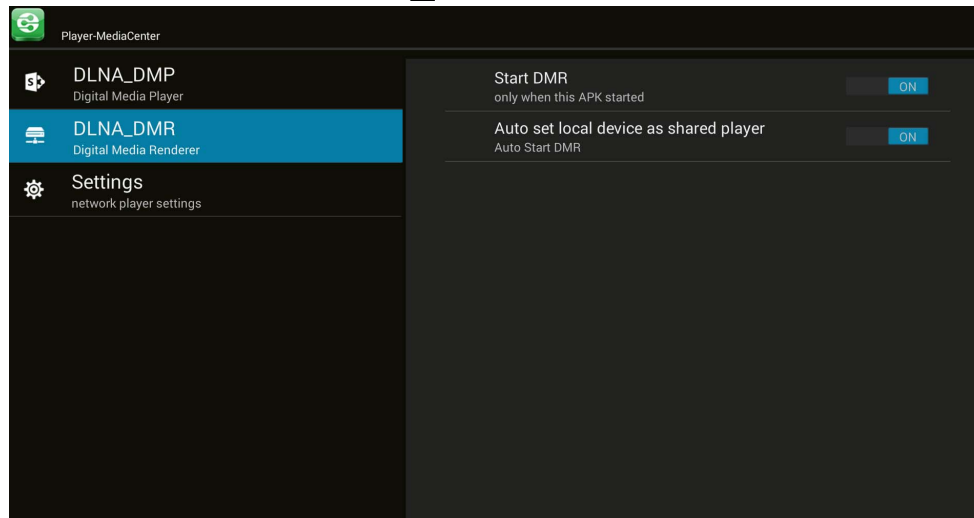 Player-MediaCenter
DLNA_DMP
Digital Media Player
DLNA_DMR
Digital Media Renderer
Settings
network player settings
Start DMR
only when this APK started
ON
Auto set local device as shared player
Auto Start DMR
ON